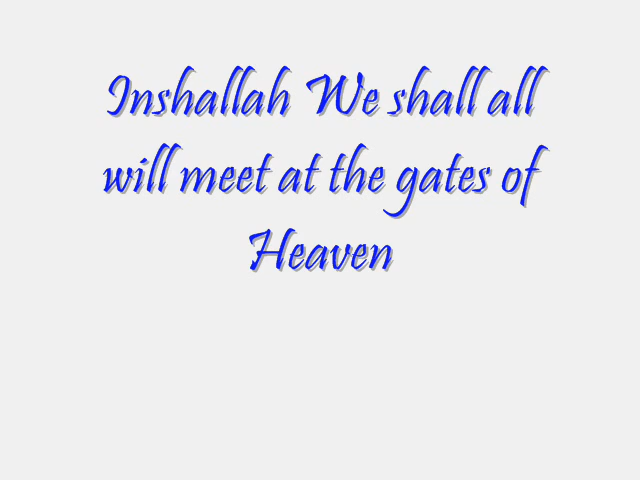 Inshallah We shall all
will meet at the gates of
Heaven